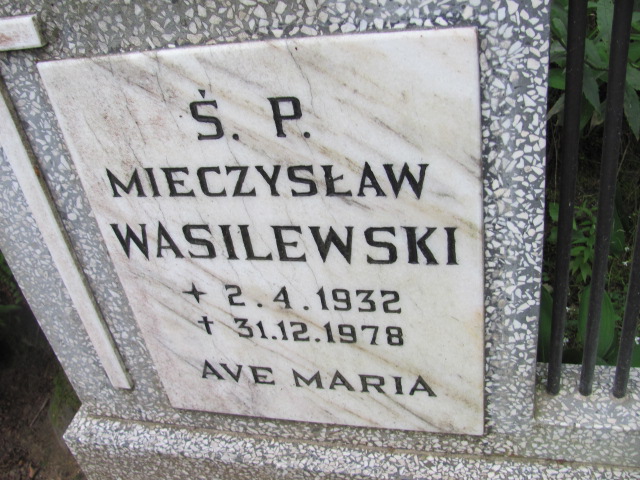 Ś. P.
MIECZYSŁAW
WASILEWSKI
+ 2.4.1932
† 31.12.1978
AVE MARIA